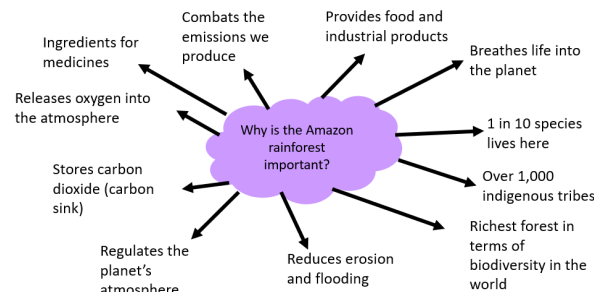 Combats the
emissions we
produce
Provides food and
industrial products
Ingredients for
medicines
Breathes life into
the planet
Releases oxygen into
the atmosphere
Why is the Amazon
rainforest
important?
1 in 10 species
lives here
Stores carbon
dioxide (carbon
sink)
Over 1,000
indigenous tribes
Richest forest in
terms of
biodiversity in the
world
Regulates the
planet's
atmosphere
Reduces erosion
and flooding